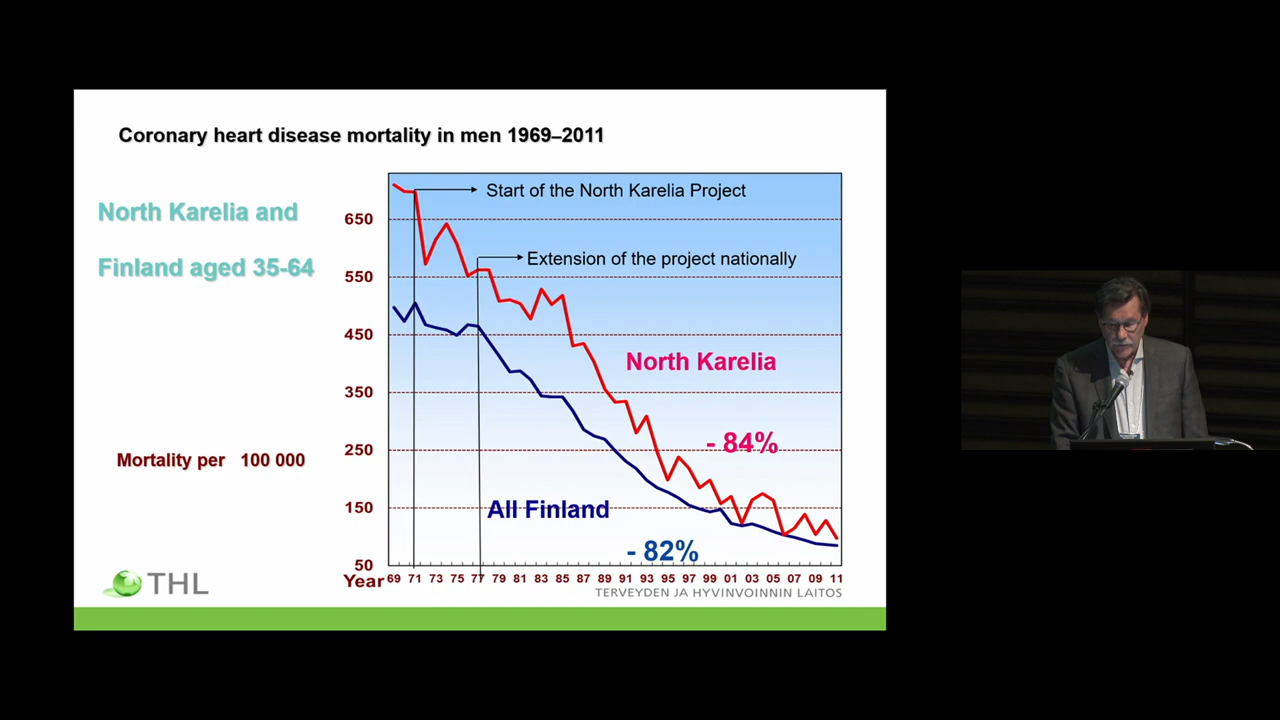 Coronary heart disease mortality in men 1969–2011
North Karelia and
Finland aged 35-64
Mortality per 100 000
650
550
450
350
250
150
50
Start of the North Karelia Project
Extension of the project nationally
North Karelia
- 84%
All Finland
- 82%
Year 69 71 73 75 77 79 81 83 85 87 89 91 93 95 97 99 01 03 05 07 09 11
THL
TERVEYDEN JA HYVINVOINNIN LAITOS